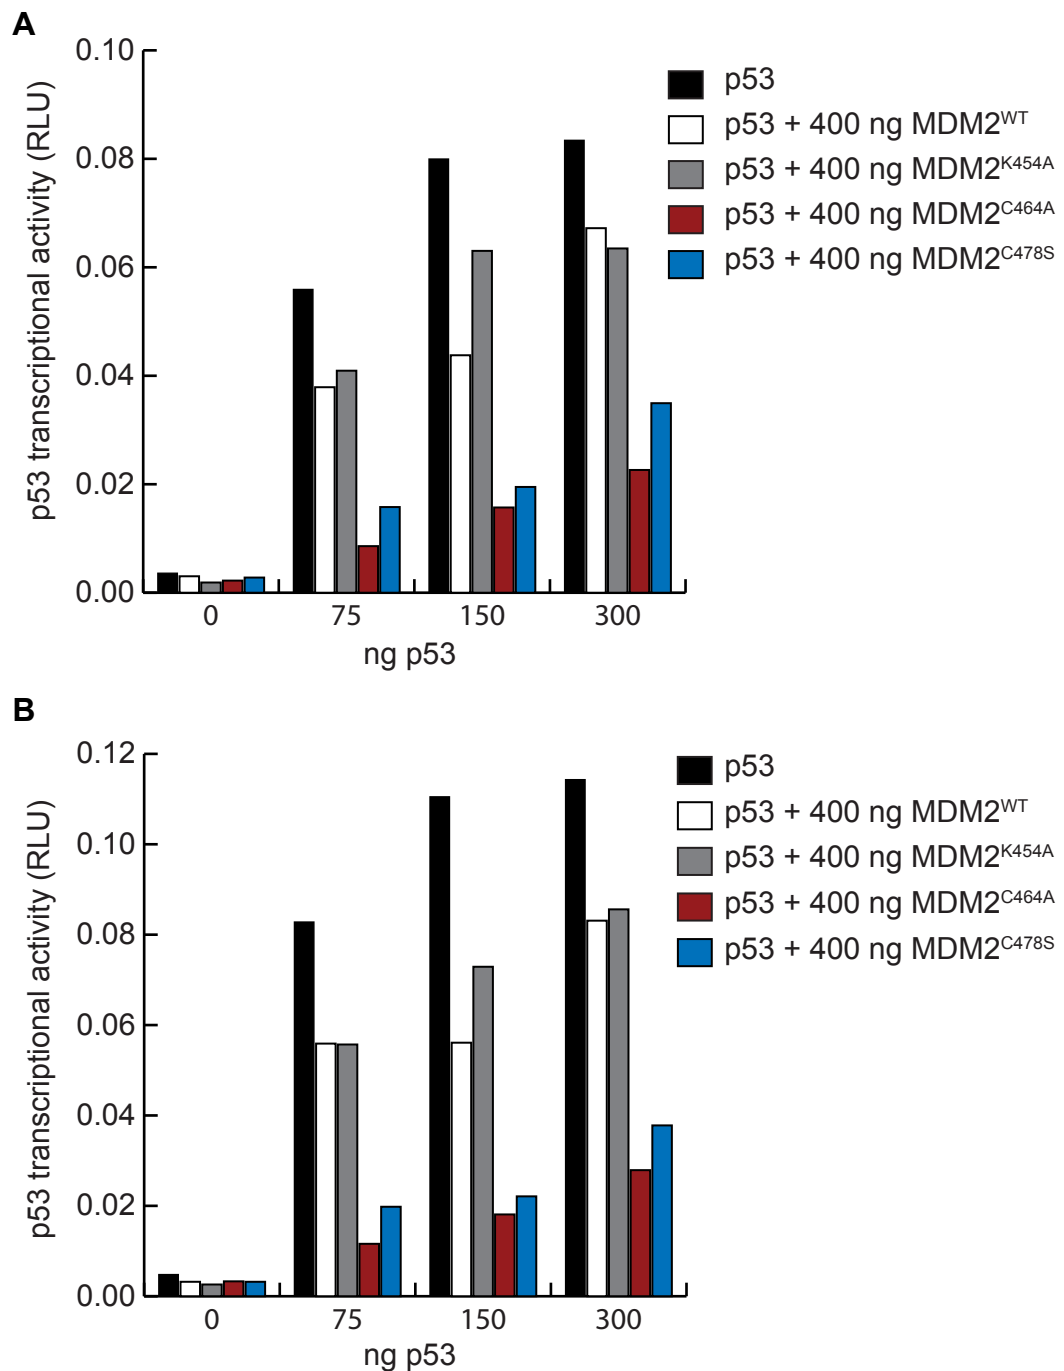 A
0.10
0.08
0.06
0.04
0.02
0.00
p53 transcriptional activity (RLU)
0 75 150 300
ng p53
p53
p53 + 400 ng MDM2WT
p53 + 400 ng MDM2K454A
p53 + 400 ng MDM2C464A
p53 + 400 ng MDM2C478S
B
0.12
0.10
0.08
0.06
0.04
0.02
0.00
p53 transcriptional activity (RLU)
0 75 150 300
ng p53
p53
p53 + 400 ng MDM2WT
p53 + 400 ng MDM2K454A
p53 + 400 ng MDM2C464A
p53 + 400 ng MDM2C478S